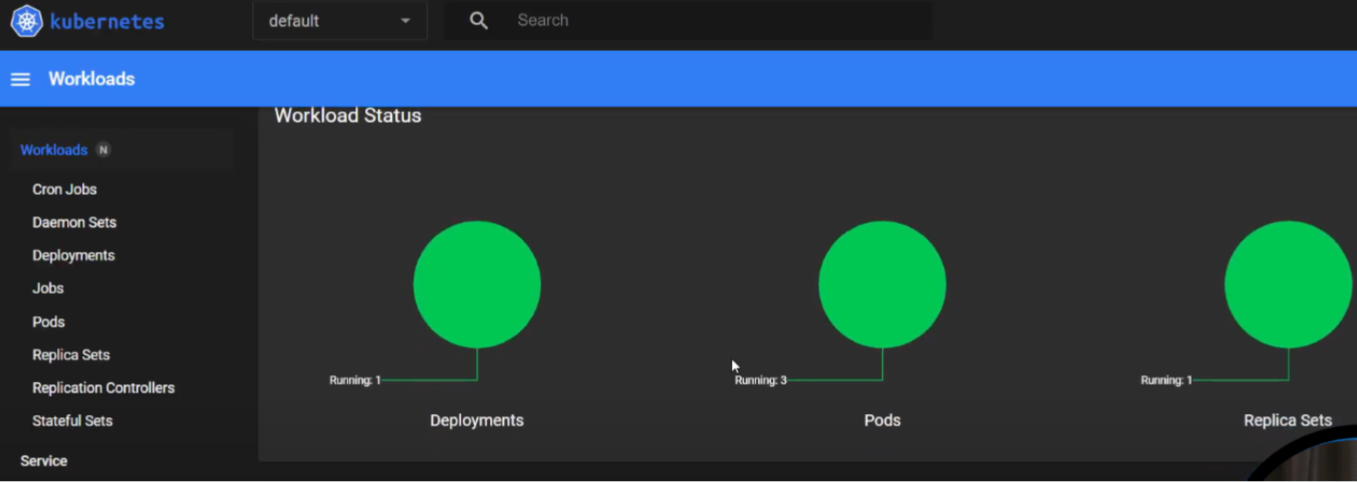 kubernetes
default
Search
Workloads
Workload Status
Workloads N
Cron Jobs
Daemon Sets
Deployments
Jobs
Pods
Replica Sets
Replication Controllers
Stateful Sets
Service
Running: 1
Deployments
Running: 3
Pods
Running: 1
Replica Sets